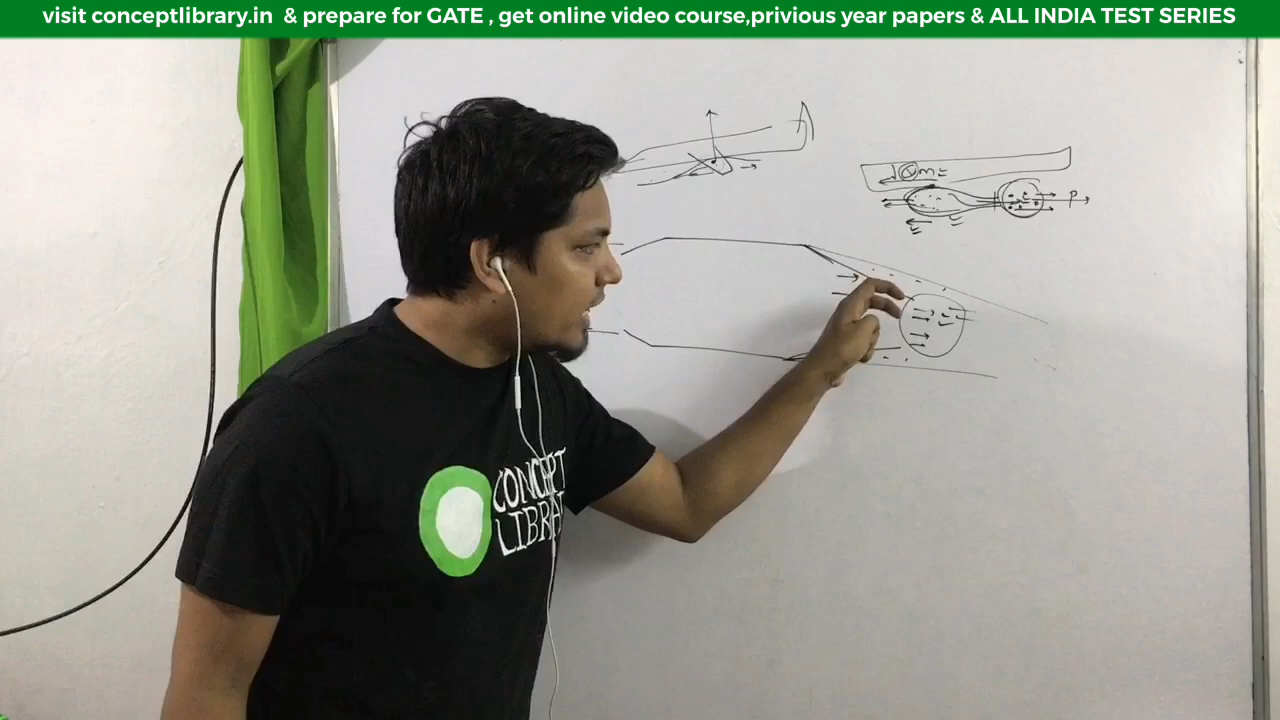 visit conceptlibrary.in & prepare for GATE , get online video course,privious year papers & ALL INDIA TEST SERIES
m
P
CONCEPT
LIBRA